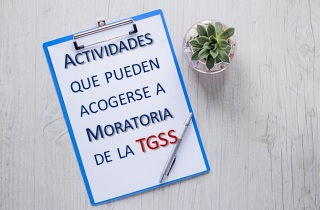 ACTIVIDADES
QUE PUEDEN
ACOGERSE A
MORATORIA
DE LA TGSS